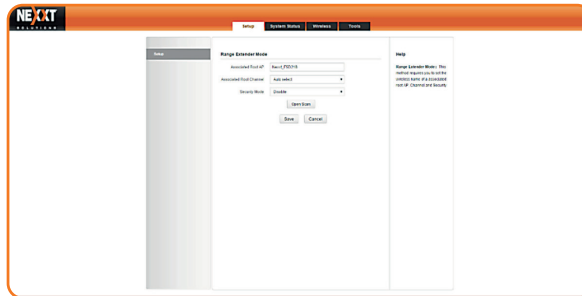 NEXXT
SOLUTIONS
Setup System Status Wireless Tools
Setup
Range Extender Mode
Associated Root AP
Associated Root Channel Auto select
Security Mode Disable
Open Scan
Save Cancel
Help
Range Extender Mode: This
method requires you to set the
wireless name of a associated
root AP, Channel and Security